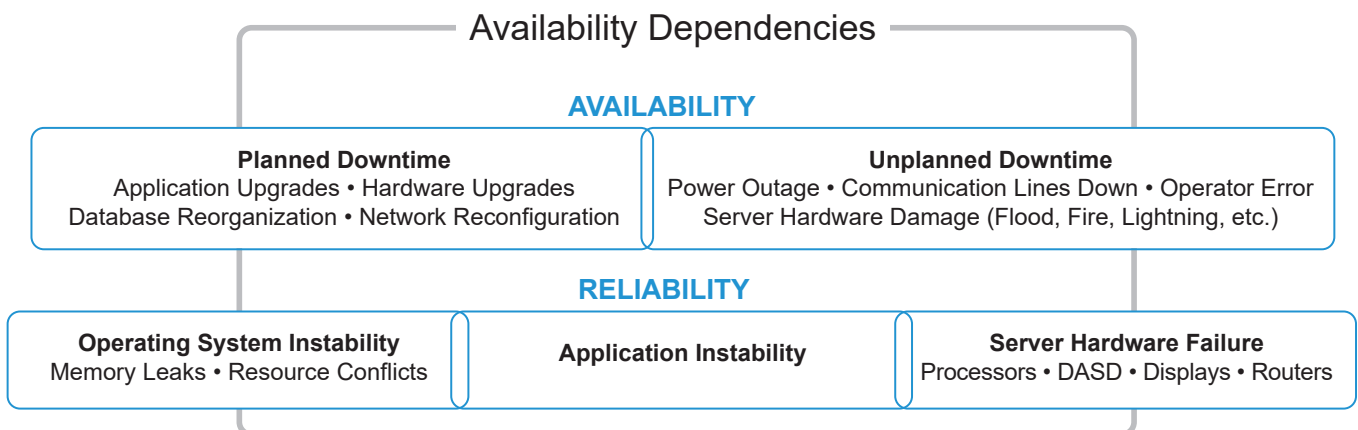 Availability Dependencies
AVAILABILITY
Planned Downtime
Application Upgrades • Hardware Upgrades
Database Reorganization • Network Reconfiguration
Unplanned Downtime
Power Outage • Communication Lines Down • Operator Error
Server Hardware Damage (Flood, Fire, Lightning, etc.)
RELIABILITY
Operating System Instability
Memory Leaks • Resource Conflicts
Application Instability
Server Hardware Failure
Processors • DASD • Displays • Routers